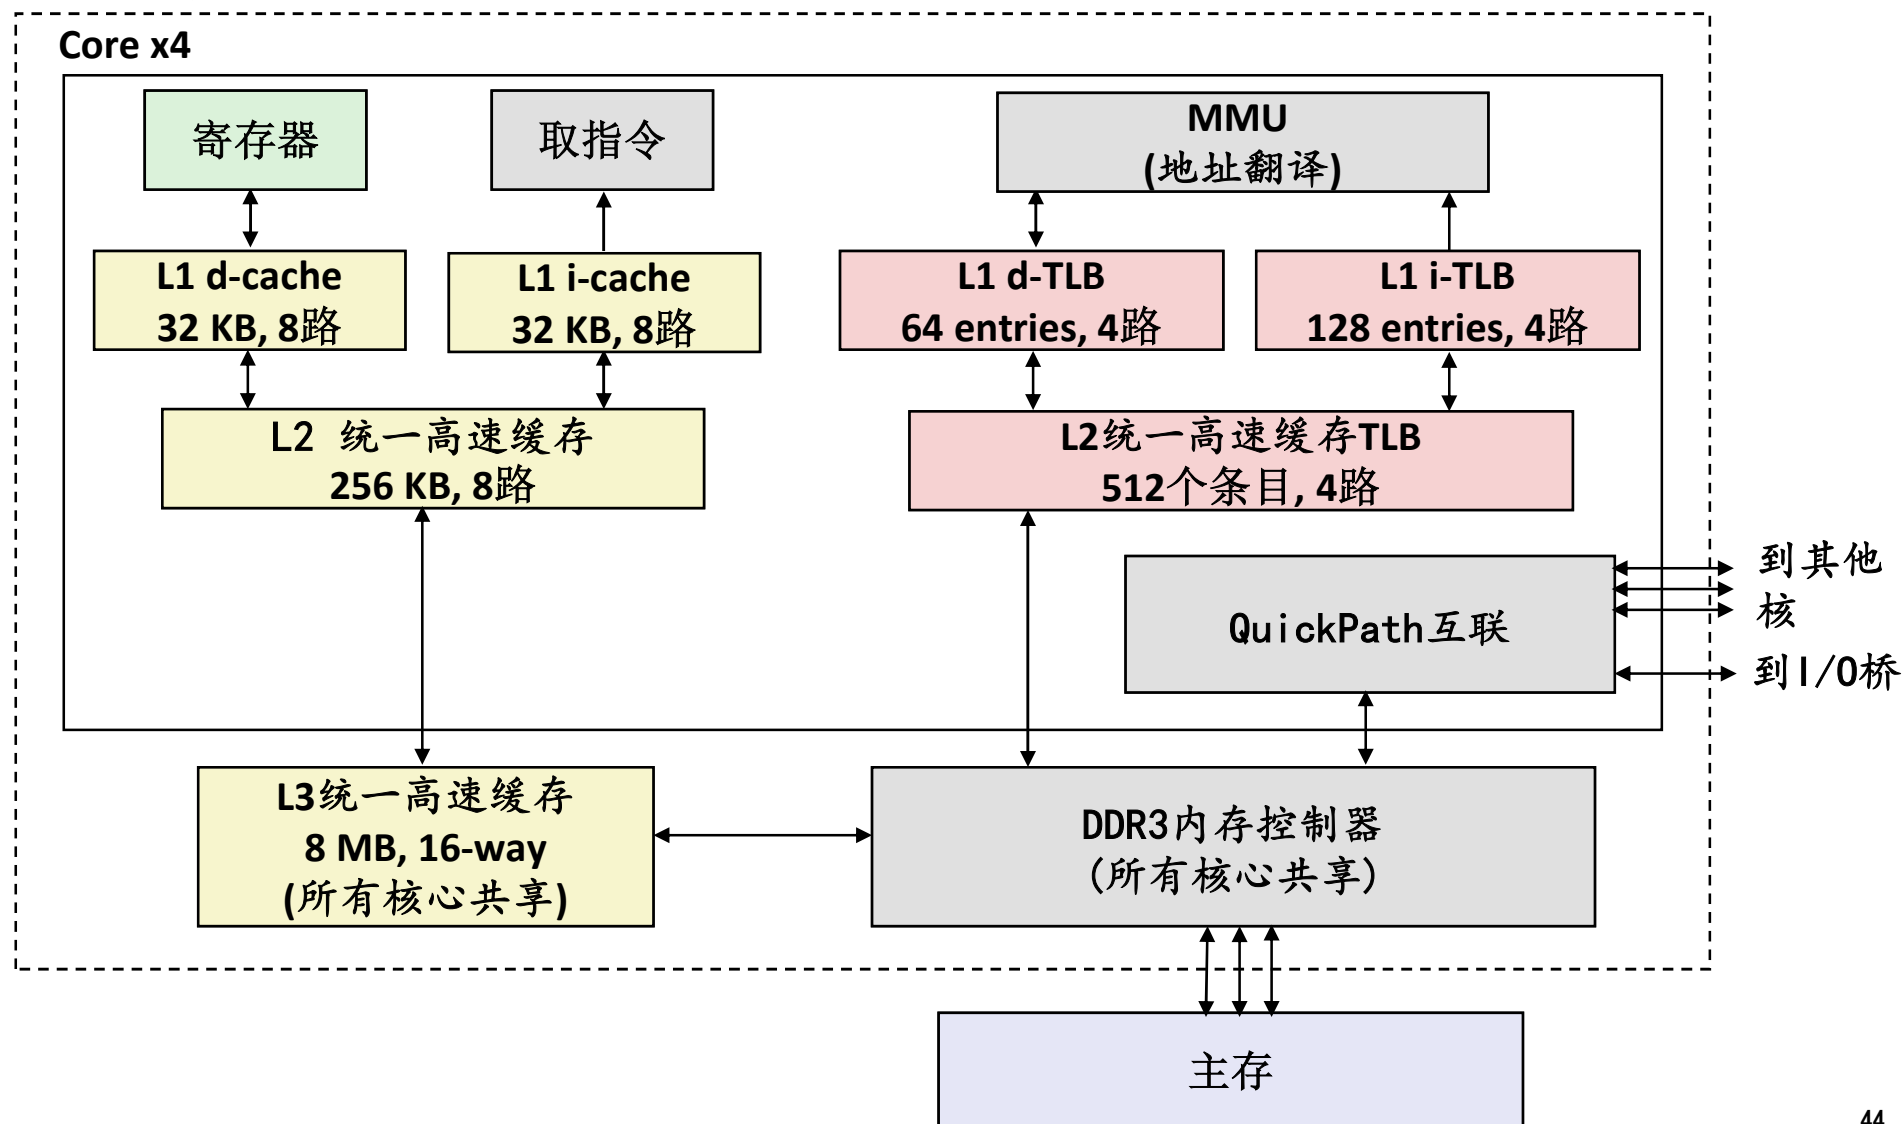 Core x4
寄存器
取指令
MMU
(地址翻译)
L1 d-cache
32 KB, 8路
L1 i-cache
32 KB, 8路
L1 d-TLB
64 entries, 4路
L1 i-TLB
128 entries, 4路
L2 统一高速缓存
256 KB, 8路
L2统一高速缓存TLB
512个条目, 4路
QuickPath互联
到其他
核
到I/O桥
L3统一高速缓存
8 MB, 16-way
(所有核心共享)
DDR3内存控制器
(所有核心共享)
主存
44